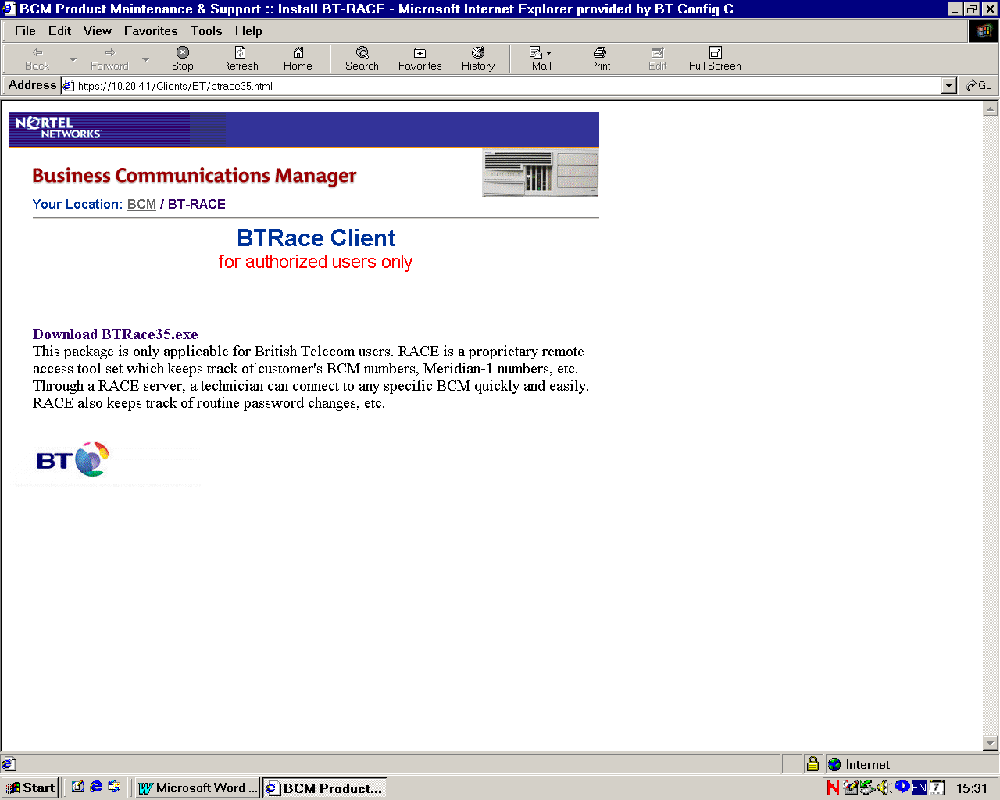 BCM Product Maintenance & Support :: Install BT-RACE - Microsoft Internet Explorer provided by BT Config C
File Edit View Favorites Tools Help
Back Forward Stop Refresh Home Search Favorites History Mail Print Edit Full Screen
Address https://10.20.4.1/Clients/BT/btrace35.html Go
NORTEL
NETWORKS
Business Communications Manager
Your Location: BCM / BT-RACE
BTRace Client
for authorized users only
Download BTRace35.exe
This package is only applicable for British Telecom users. RACE is a proprietary remote
access tool set which keeps track of customer's BCM numbers, Meridian-1 numbers, etc.
Through a RACE server, a technician can connect to any specific BCM quickly and easily.
RACE also keeps track of routine password changes, etc.
BT
Internet
Start Microsoft Word ... BCM Product... N EN 7 15:31